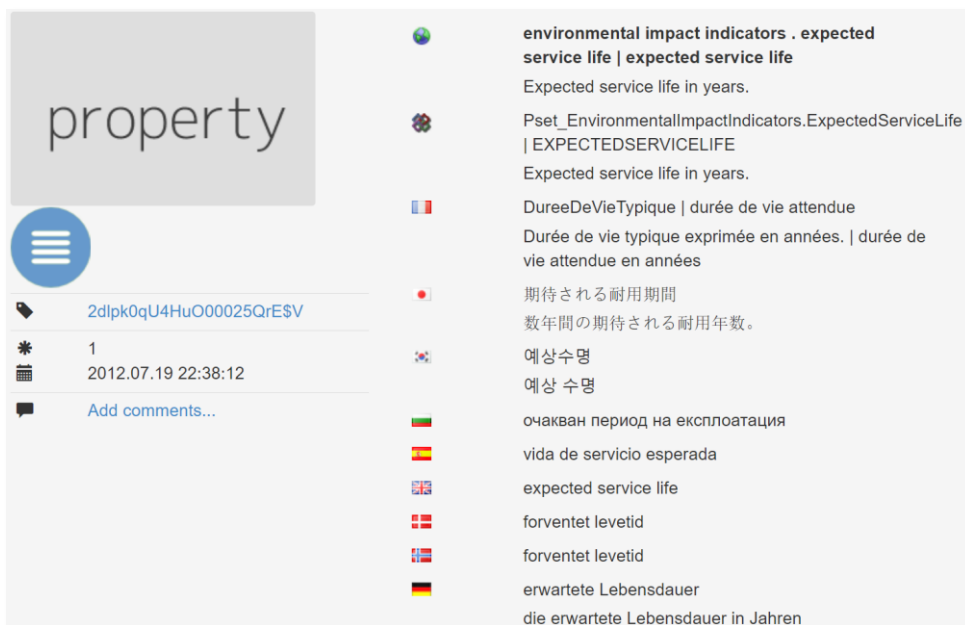 property
2dlpk0qU4HuO00025QrE$V
1
2012.07.19 22:38:12
Add comments...
environmental impact indicators . expected
service life | expected service life
Expected service life in years.
Pset_EnvironmentalImpactIndicators.ExpectedServiceLife
| EXPECTEDSERVICELIFE
Expected service life in years.
DureeDeVieTypique | durée de vie attendue
Durée de vie typique exprimée en années. | durée de
vie attendue en années
期待される耐用期間
数年間の期待される耐用年数。
예상수명
예상 수명
очакван период на експлоатация
vida de servicio esperada
expected service life
forventet levetid
forventet levetid
erwartete Lebensdauer
die erwartete Lebensdauer in Jahren